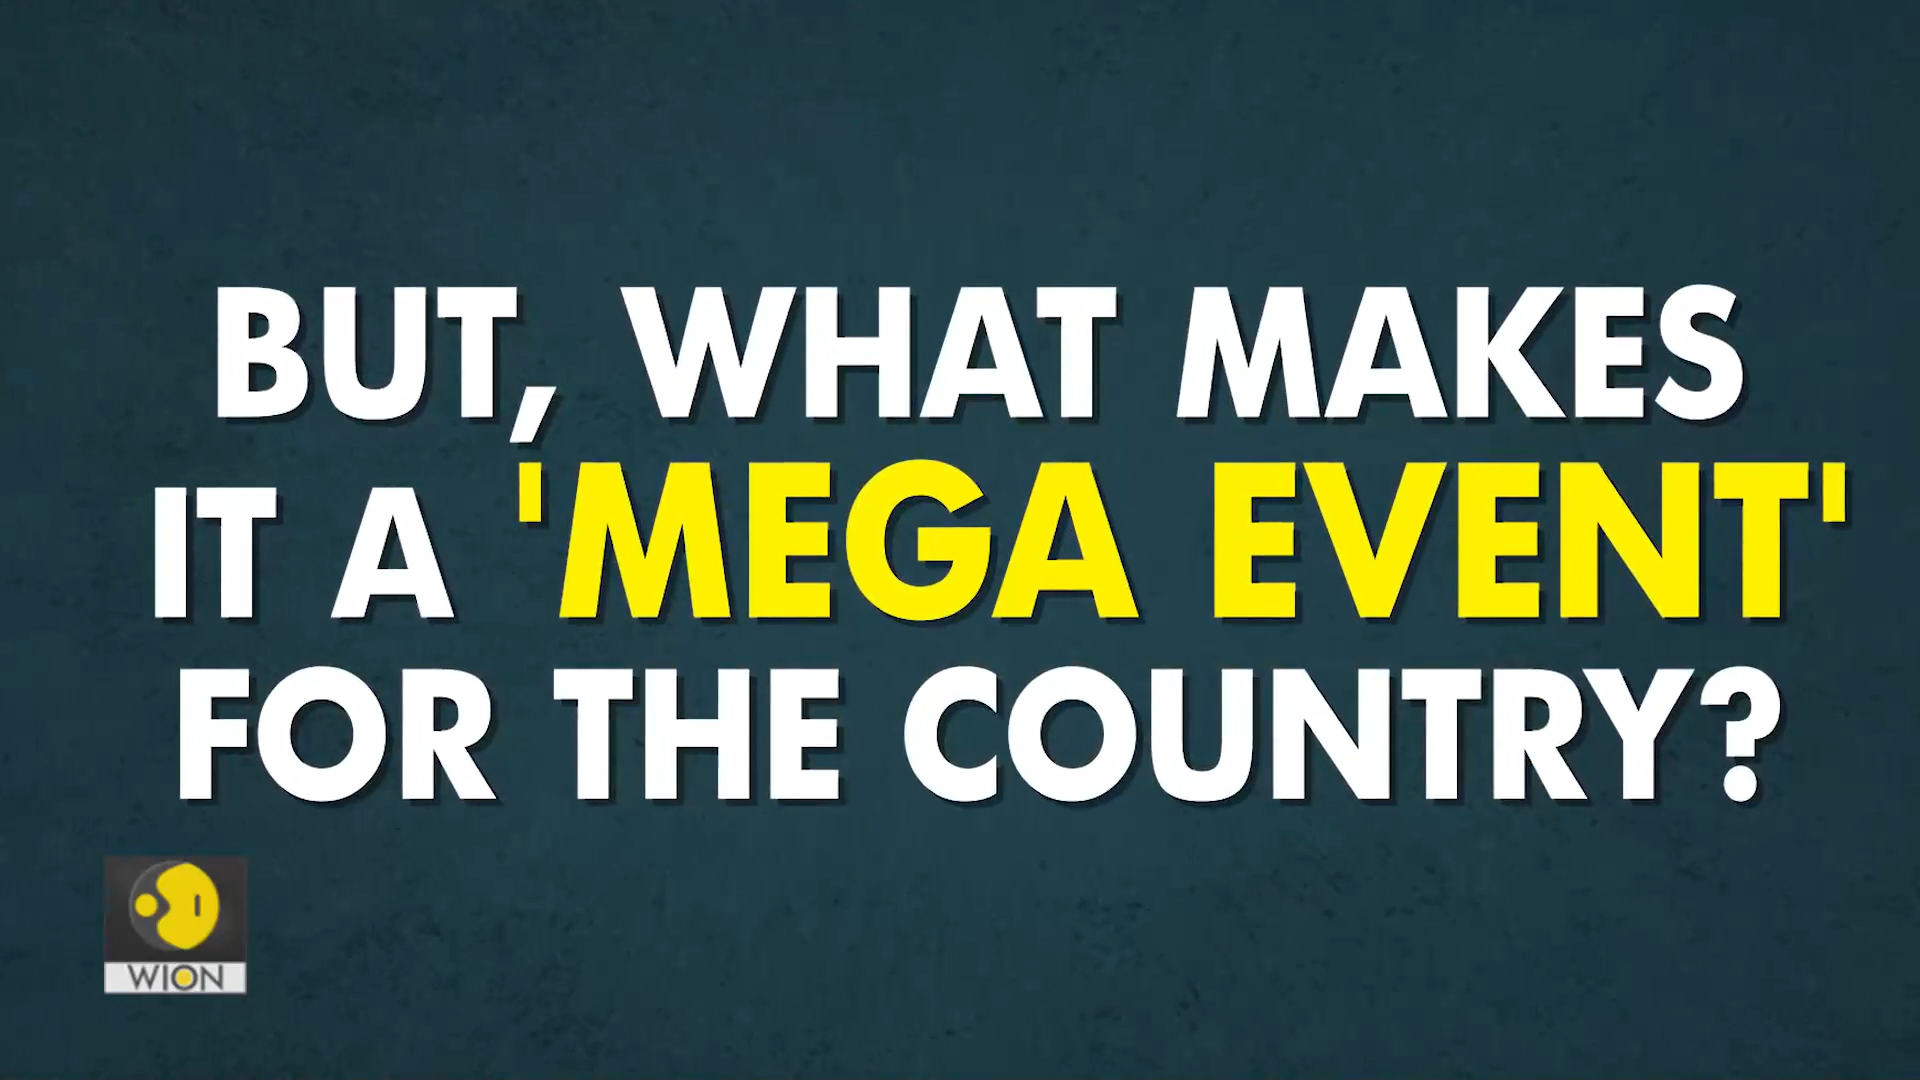 BUT, WHAT MAKES
IT A 'MEGA EVENT'
FOR THE COUNTRY?
WION